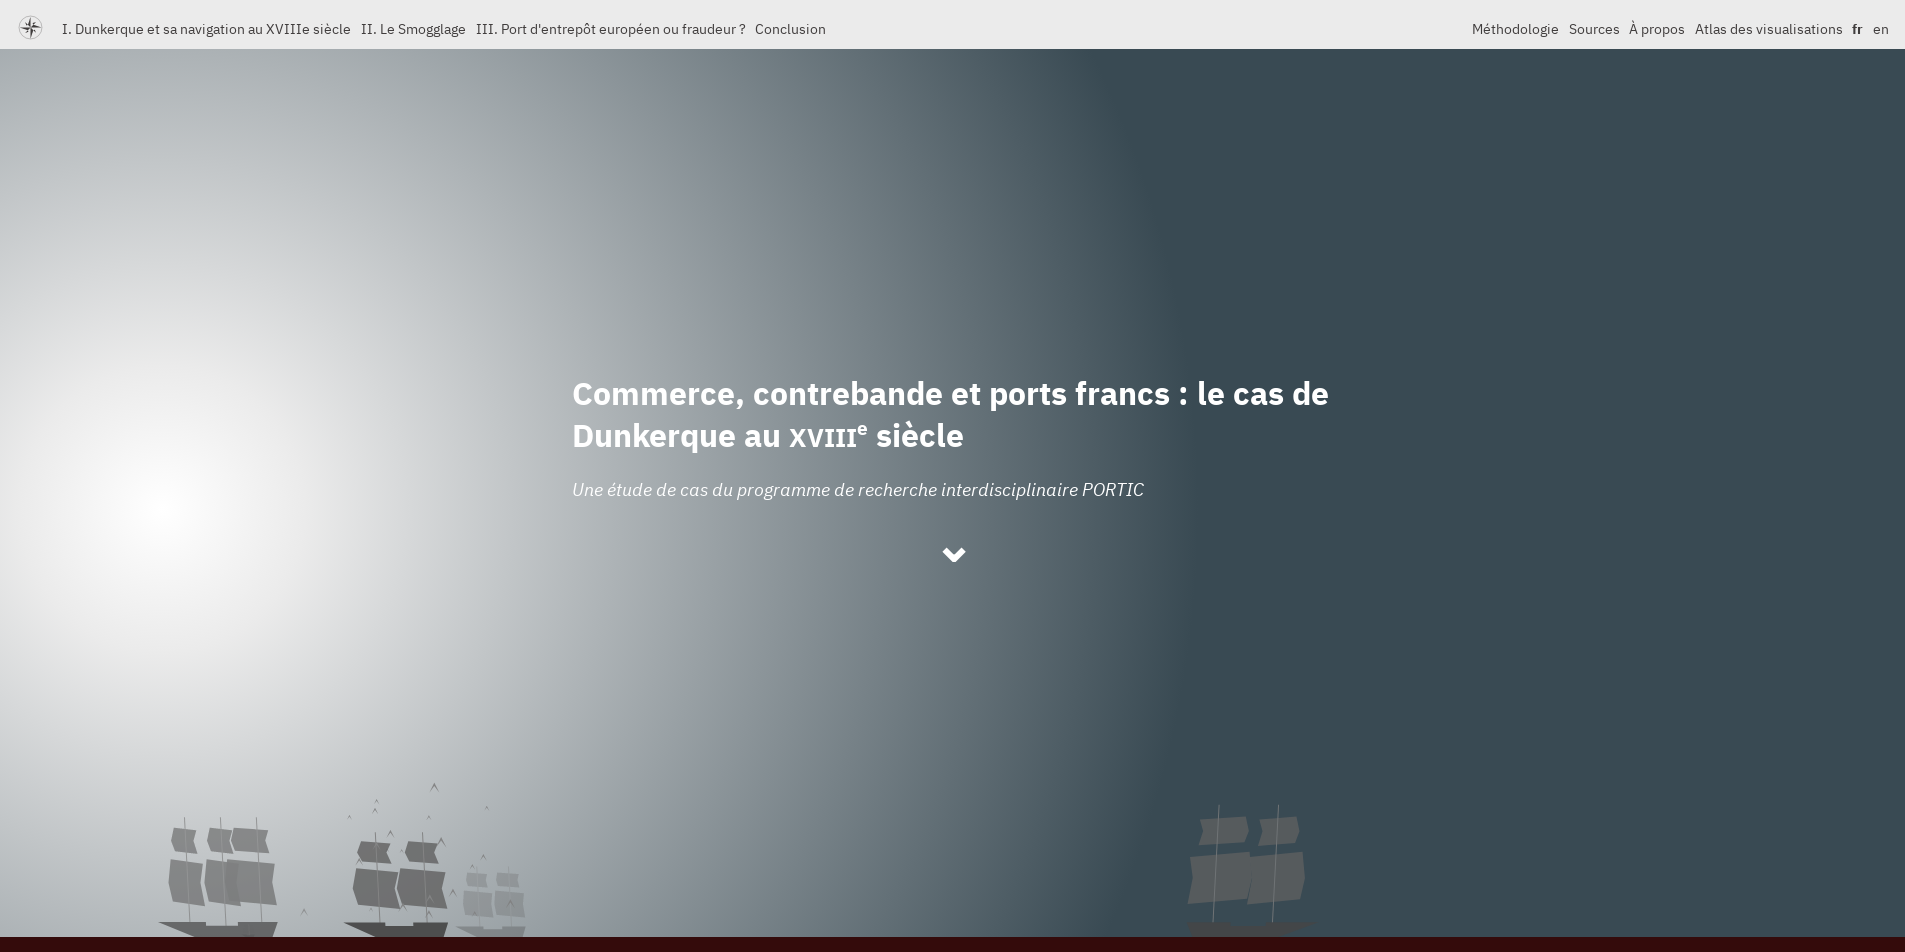 I. Dunkerque et sa navigation au XVIIIe siècle II. Le Smogglage III. Port d'entrepôt européen ou fraudeur ? Conclusion Méthodologie Sources À propos Atlas des visualisations fr en
Commerce, contrebande et ports francs : le cas de
Dunkerque au XVIIIe siècle
Une étude de cas du programme de recherche interdisciplinaire PORTIC